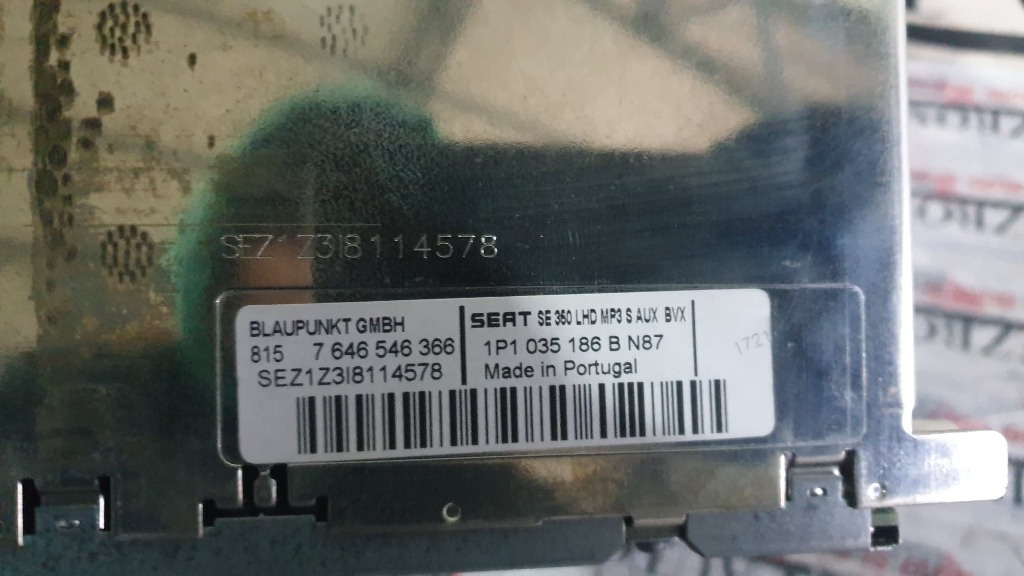 SEZ1Z3I8114578
BLAUPUNKT GMBH
815 7 646 546 366
SEZ1Z3I8114578
SEAT SE 350 LHD MP3 S AUX BVX
1P1 035 186 B N87
Made in Portugal